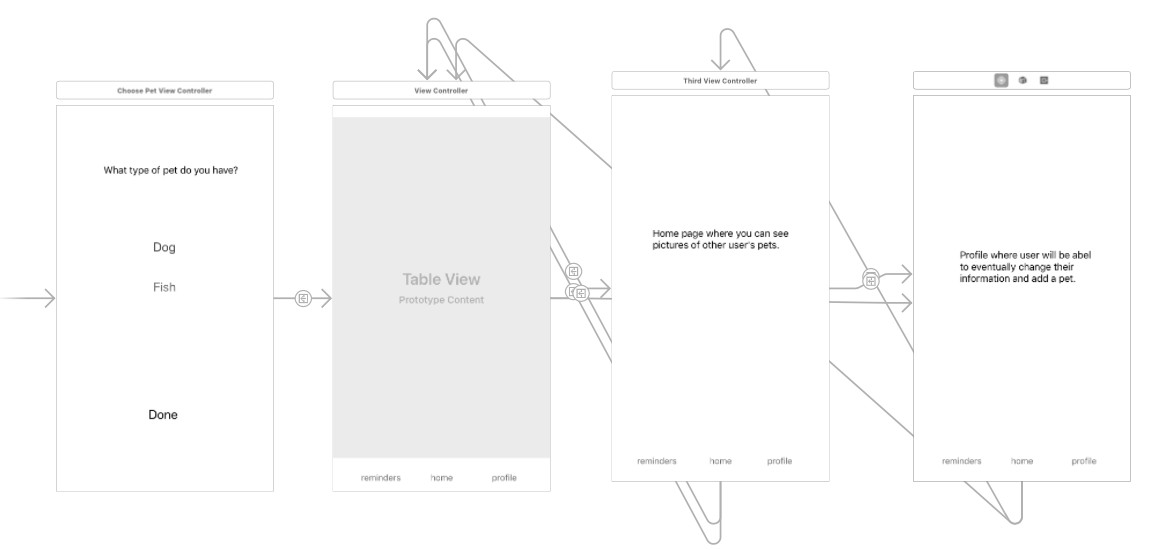 Choose Pet View Controller
What type of pet do you have?
Dog
Fish
Done
View Controller
Table View
Prototype Content
reminders home profile
Third View Controller
Home page where you can see
pictures of other user's pets.
reminders home profile
Profile where user will be abel
to eventually change their
information and add a pet.
reminders home profile